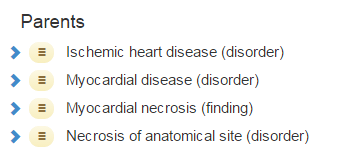 Parents
Ischemic heart disease (disorder)
Myocardial disease (disorder)
Myocardial necrosis (finding)
Necrosis of anatomical site (disorder)